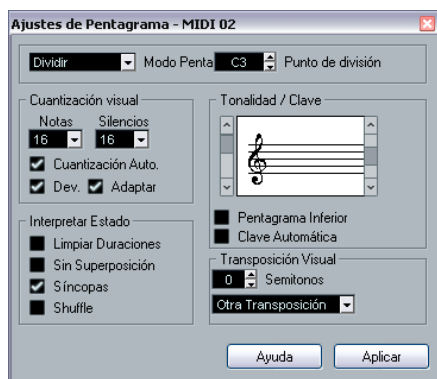 Ajustes de Pentagrama - MIDI 02
Dividir Modo Penta C3 Punto de división
Cuantización visual
Notas Silencios
16 16
Cuantización Auto.
Dev. Adaptar
Interpretar Estado
Limpiar Duraciones
Sin Superposición
Síncopas
Shuffle
Tonalidad / Clave
Pentagrama Inferior
Clave Automática
Transposición Visual
0 Semitonos
Otra Transposición
Ayuda Aplicar